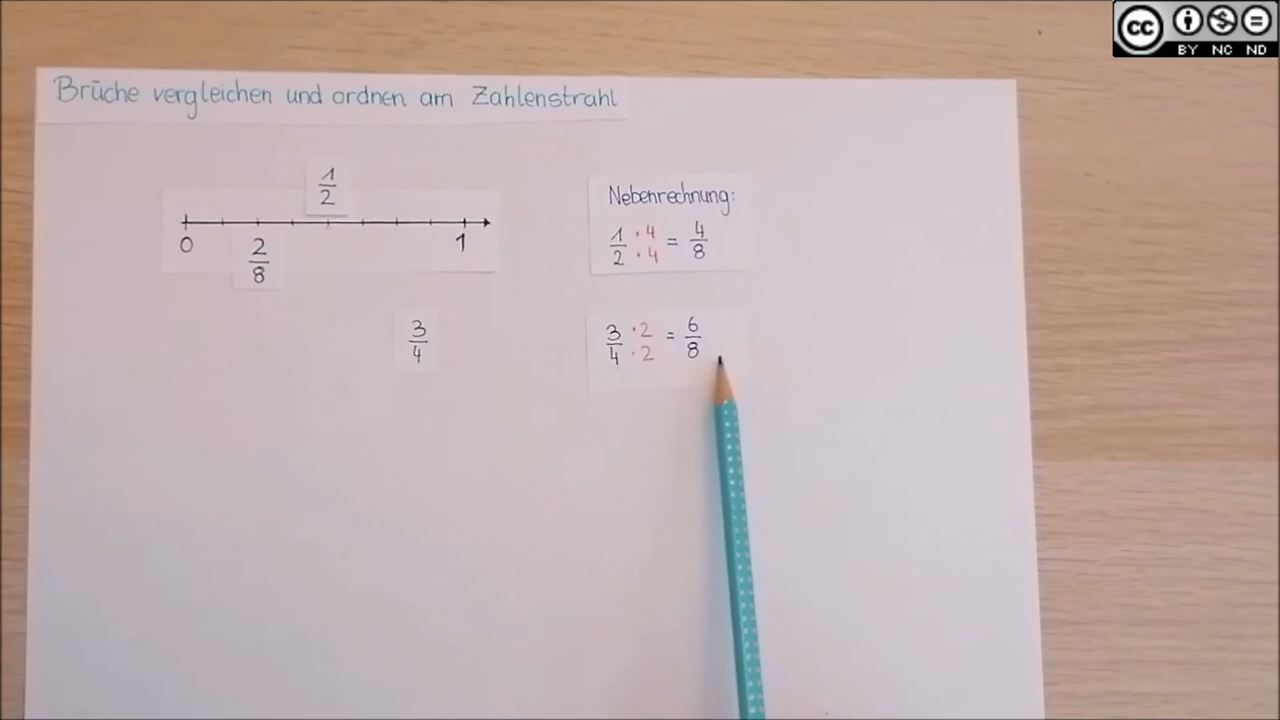 Brüche vergleichen und ordnen am Zahlenstrahl
1/2
0 1
2/8
3/4
Nebenrechnung:
1/2 ·4/·4 = 4/8
3/4 ·2/·2 = 6/8
cc
BY NC ND